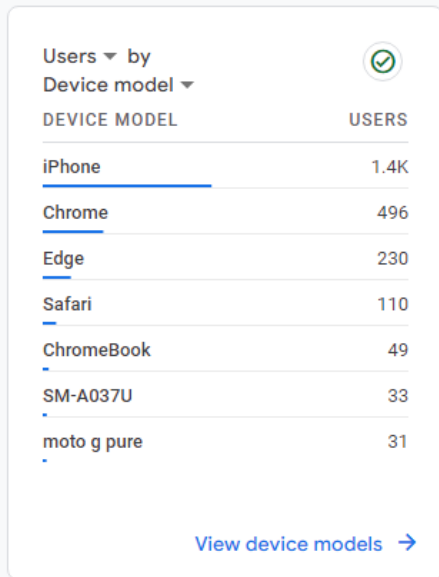 Users by
Device model
DEVICE MODEL USERS
iPhone 1.4K
Chrome 496
Edge 230
Safari 110
ChromeBook 49
SM-A037U 33
moto g pure 31
View device models